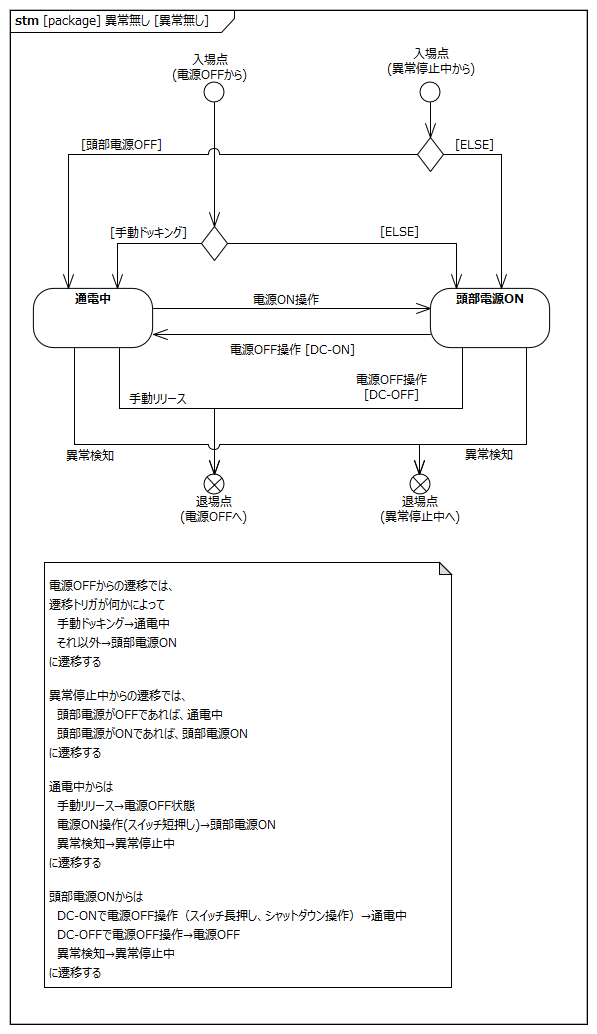 stm [package] 異常無し [異常無し]
入場点
(電源OFFから)
入場点
(異常停止中から)
[頭部電源OFF]
[ELSE]
[手動ドッキング]
[ELSE]
通電中
頭部電源ON
電源ON操作
電源OFF操作 [DC-ON]
電源OFF操作
[DC-OFF]
手動リリース
異常検知
異常検知
退場点
(電源OFFへ)
退場点
(異常停止中へ)
電源OFFからの遷移では、
遷移トリガが何かによって
手動ドッキング→通電中
それ以外→頭部電源ON
に遷移する
異常停止中からの遷移では、
頭部電源がOFFであれば、通電中
頭部電源がONであれば、頭部電源ON
に遷移する
通電中からは
手動リリース→電源OFF状態
電源ON操作(スイッチ短押し)→頭部電源ON
異常検知→異常停止中
に遷移する
頭部電源ONからは
DC-ONで電源OFF操作（スイッチ長押し、シャットダウン操作）→通電中
DC-OFFで電源OFF操作→電源OFF
異常検知→異常停止中
に遷移する